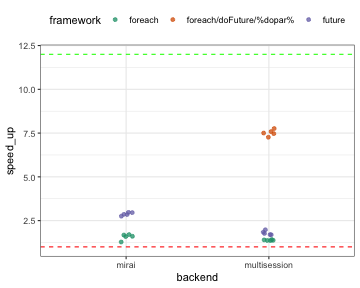 framework foreach foreach/doFuture/%dopar% future
12.5
10.0
7.5
5.0
2.5
speed_up
mirai multisession
backend